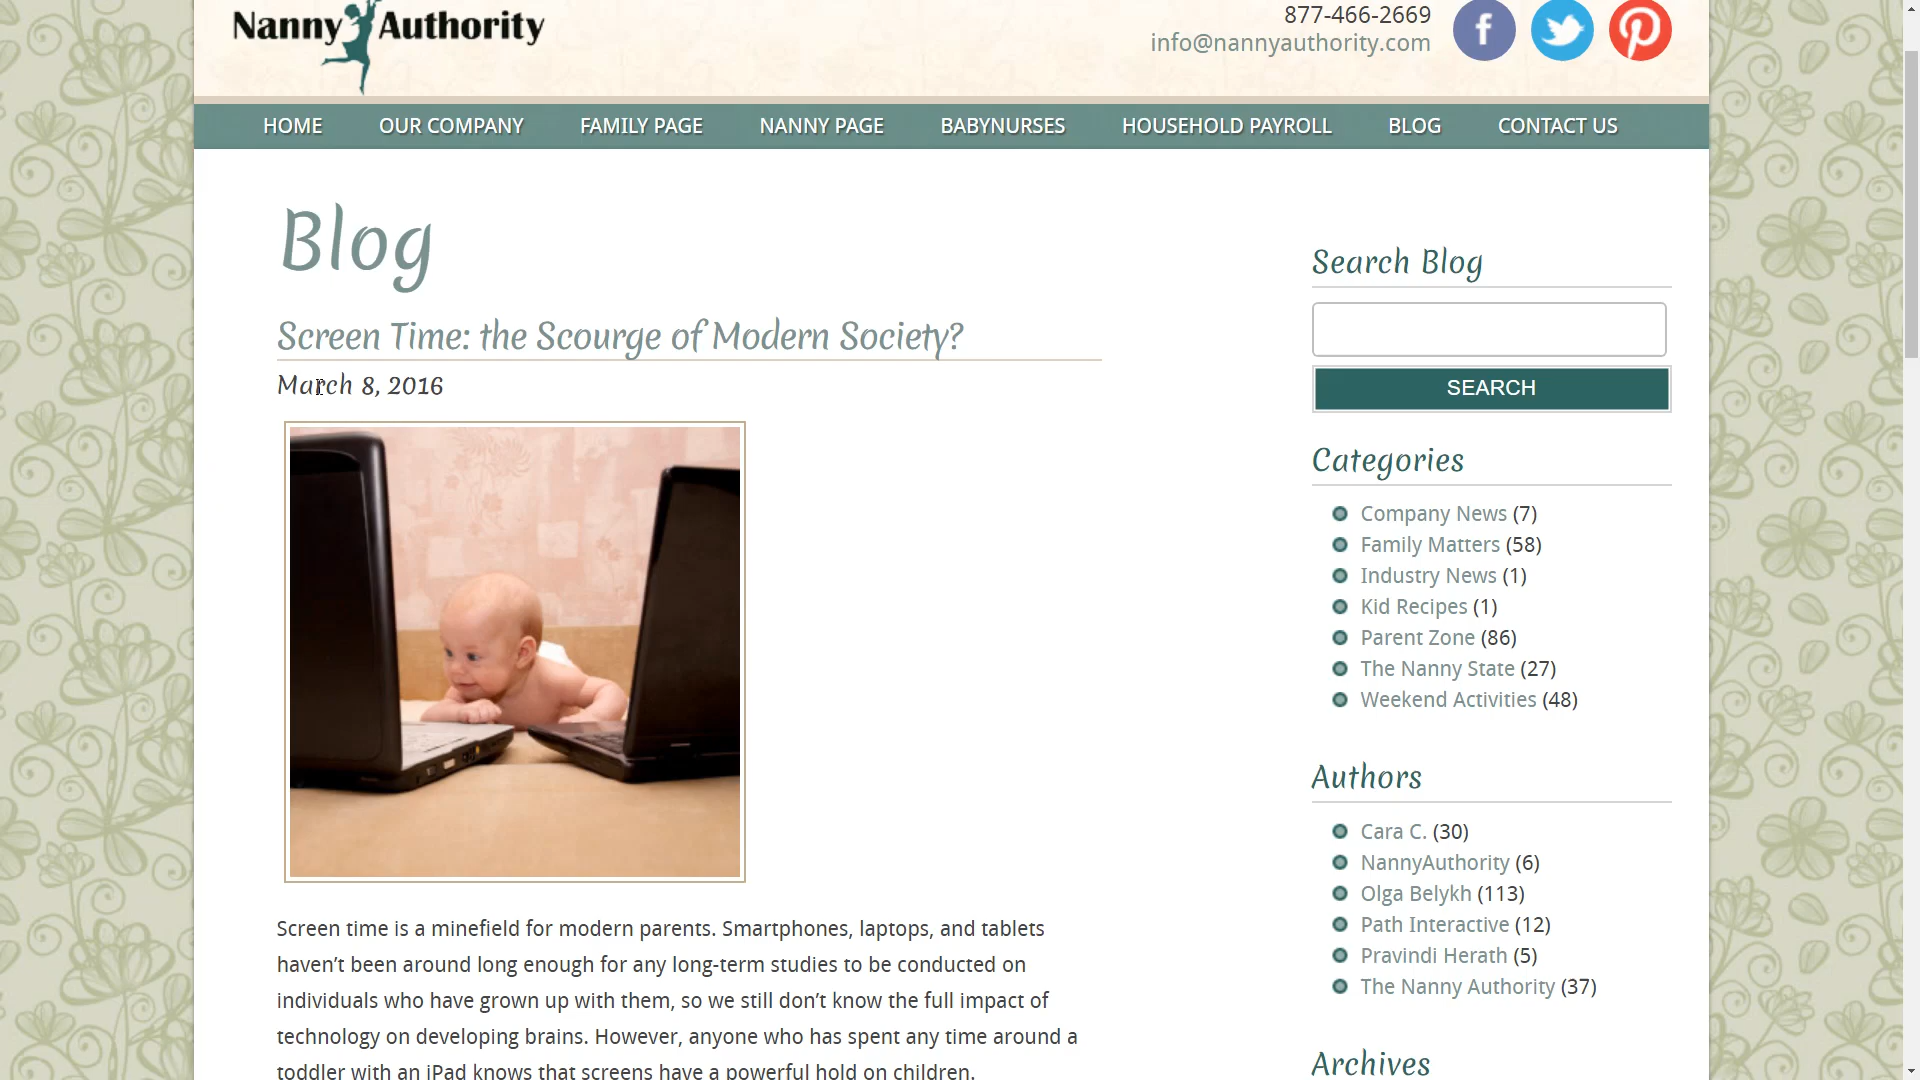 Nanny Authority
877-466-2669
info@nannyauthority.com
HOME OUR COMPANY FAMILY PAGE NANNY PAGE BABYNURSES HOUSEHOLD PAYROLL BLOG CONTACT US
Blog
Screen Time: the Scourge of Modern Society?
March 8, 2016
Screen time is a minefield for modern parents. Smartphones, laptops, and tablets
haven’t been around long enough for any long-term studies to be conducted on
individuals who have grown up with them, so we still don’t know the full impact of
technology on developing brains. However, anyone who has spent any time around a
toddler with an iPad knows that screens have a powerful hold on children.
Search Blog
SEARCH
Categories
Company News (7)
Family Matters (58)
Industry News (1)
Kid Recipes (1)
Parent Zone (86)
The Nanny State (27)
Weekend Activities (48)
Authors
Cara C. (30)
NannyAuthority (6)
Olga Belykh (113)
Path Interactive (12)
Pravindi Herath (5)
The Nanny Authority (37)
Archives